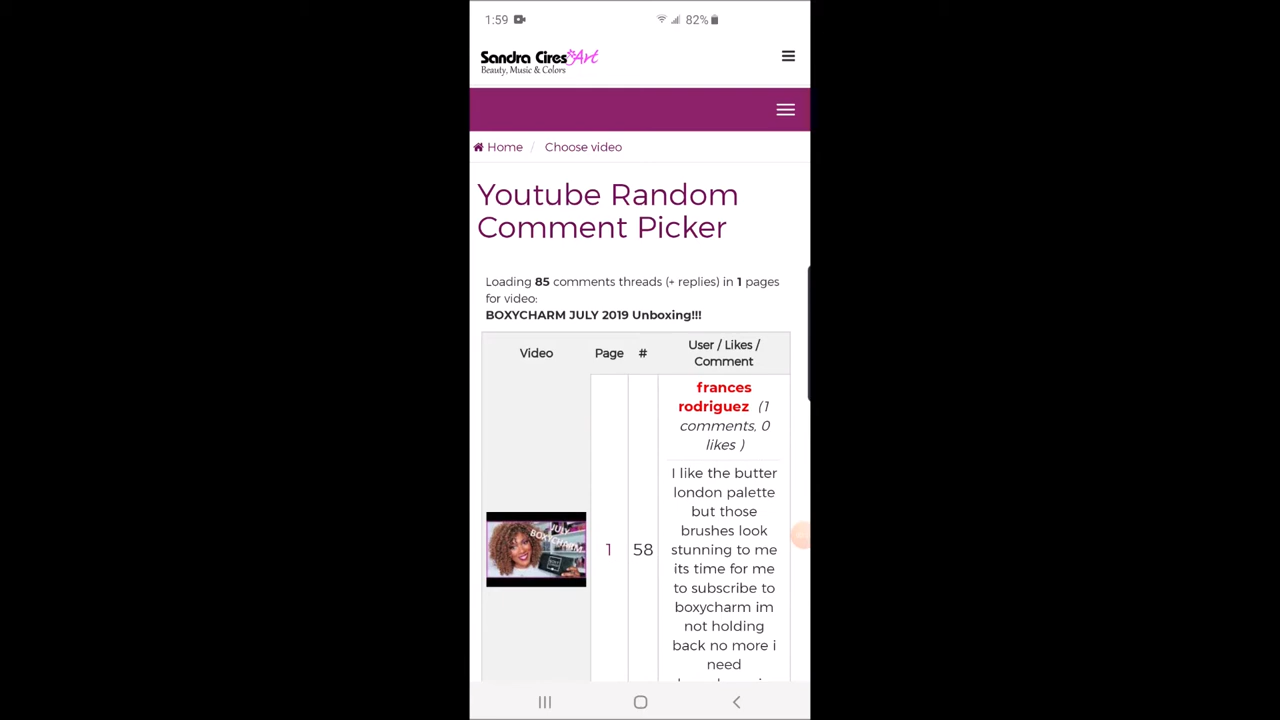 1:59
82%
Sandra Cires Art
Beauty, Music & Colors
Home / Choose video
Youtube Random
Comment Picker
Loading 85 comments threads (+ replies) in 1 pages
for video:
BOXYCHARM JULY 2019 Unboxing!!!
Video Page # User / Likes /
Comment
frances
rodriguez (1
comments, 0
likes )
I like the butter
london palette
but those
brushes look
stunning to me
its time for me
to subscribe to
boxycharm im
not holding
back no more i
need
JULY
BOXYCHARM
1 58